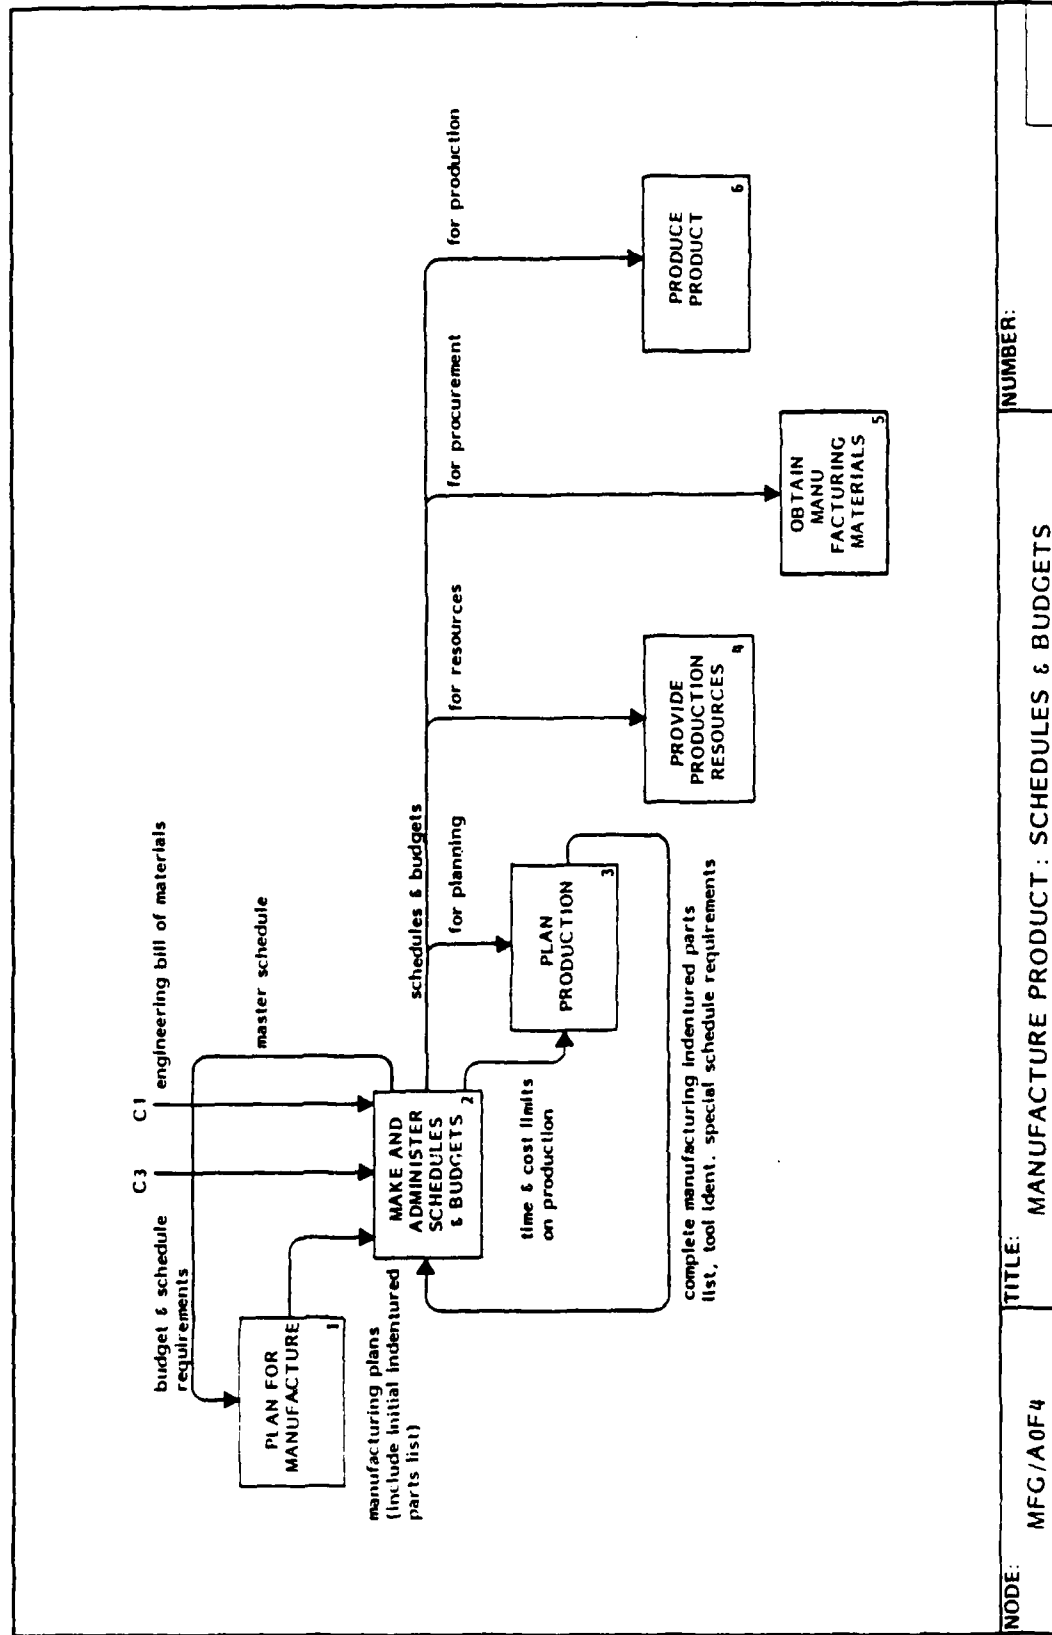 C3
C1
engineering bill of materials
budget & schedule
requirements
master schedule
PLAN FOR
MANUFACTURE
1
manufacturing plans
(include initial indentured
parts list)
MAKE AND
ADMINISTER
SCHEDULES
& BUDGETS
2
schedules & budgets
for planning
for resources
for procurement
for production
time & cost limits
on production
PLAN
PRODUCTION
3
complete manufacturing indentured parts
list, tool ident. special schedule requirements
PROVIDE
PRODUCTION
RESOURCES
4
OBTAIN
MANU
FACTURING
MATERIALS
5
PRODUCE
PRODUCT
6
NODE:
MFG/A0F4
TITLE:
MANUFACTURE PRODUCT: SCHEDULES & BUDGETS
NUMBER: